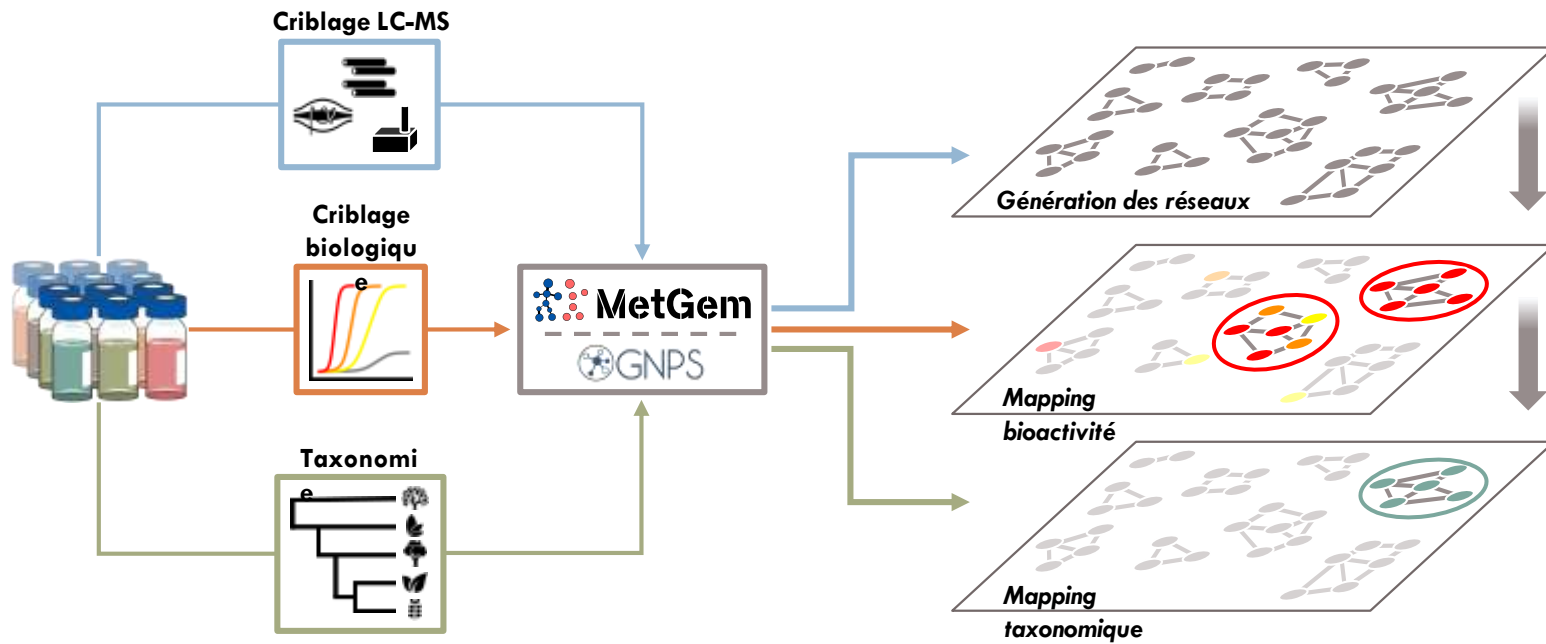 Criblage LC-MS
Criblage
biologiqu
e
Taxonomi
e
MetGem
GNPS
Génération des réseaux
Mapping
bioactivité
Mapping
taxonomique